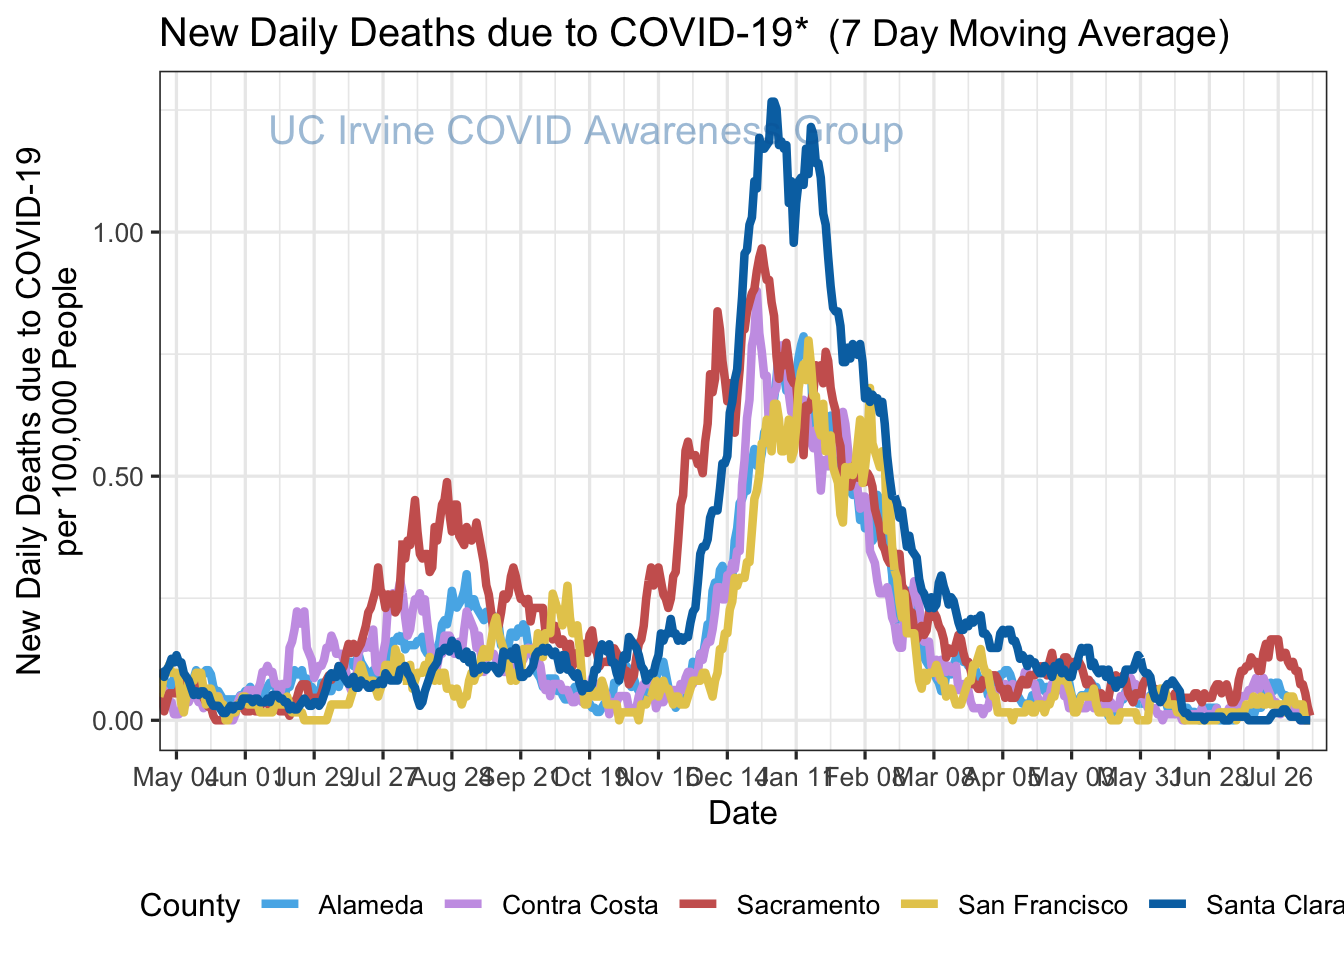 New Daily Deaths due to COVID-19* (7 Day Moving Average)
UC Irvine COVID Awareness Group
New Daily Deaths due to COVID-19
per 100,000 People
1.00
0.50
0.00
May 04 Jun 01 Jun 29 Jul 27 Aug 24 Sep 21 Oct 19 Nov 16 Dec 14 Jan 11 Feb 08 Mar 08 Apr 05 May 03 May 31 Jun 28 Jul 26
Date
County Alameda Contra Costa Sacramento San Francisco Santa Clara